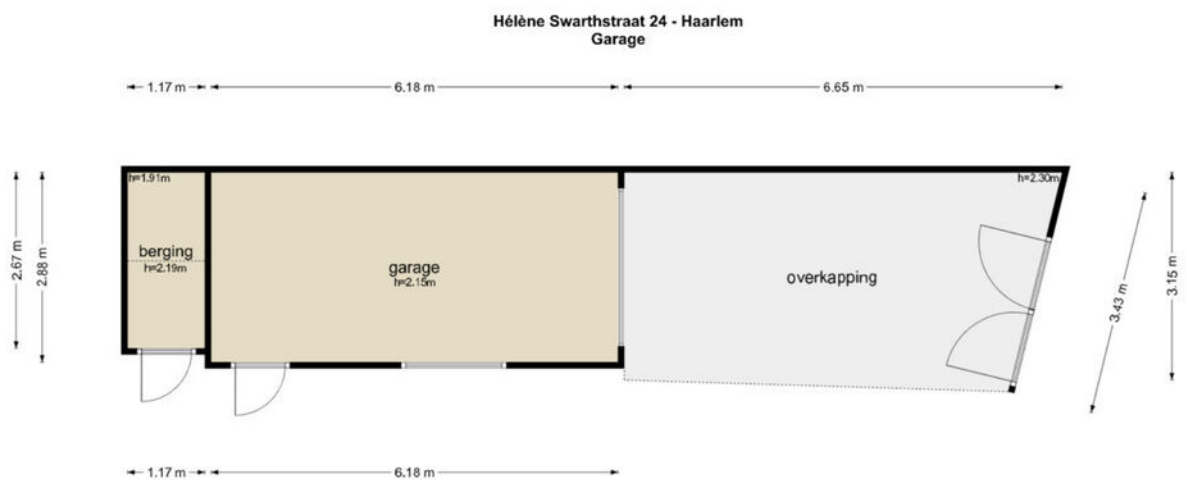 Hélène Swarthstraat 24 - Haarlem
Garage
1.17 m
6.18 m
6.65 m
h=1.91m
h=2.30m
2.67 m
2.88 m
berging
h=2.19m
garage
h=2.15m
overkapping
3.43 m
3.15 m
1.17 m
6.18 m